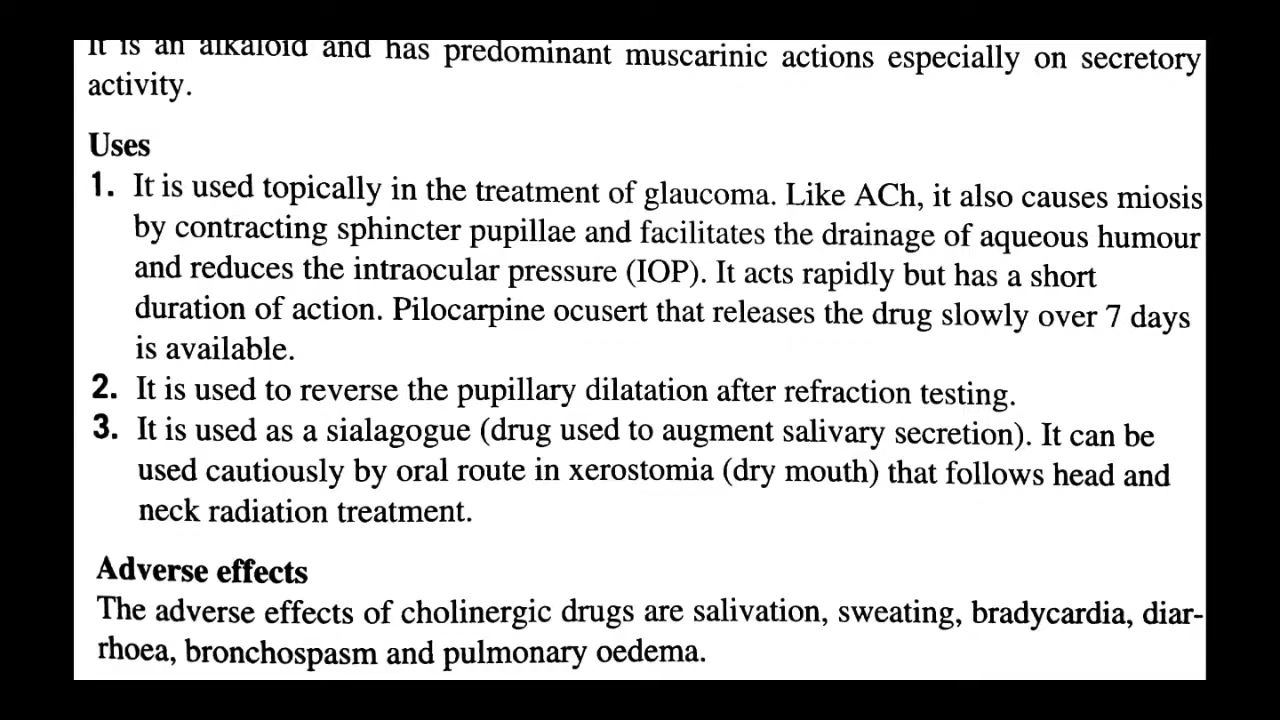 It is an alkaloid and has predominant muscarinic actions especially on secretory
activity.
Uses
1. It is used topically in the treatment of glaucoma. Like ACh, it also causes miosis
by contracting sphincter pupillae and facilitates the drainage of aqueous humour
and reduces the intraocular pressure (IOP). It acts rapidly but has a short
duration of action. Pilocarpine ocusert that releases the drug slowly over 7 days
is available.
2. It is used to reverse the pupillary dilatation after refraction testing.
3. It is used as a sialagogue (drug used to augment salivary secretion). It can be
used cautiously by oral route in xerostomia (dry mouth) that follows head and
neck radiation treatment.
Adverse effects
The adverse effects of cholinergic drugs are salivation, sweating, bradycardia, diar-
rhoea, bronchospasm and pulmonary oedema.